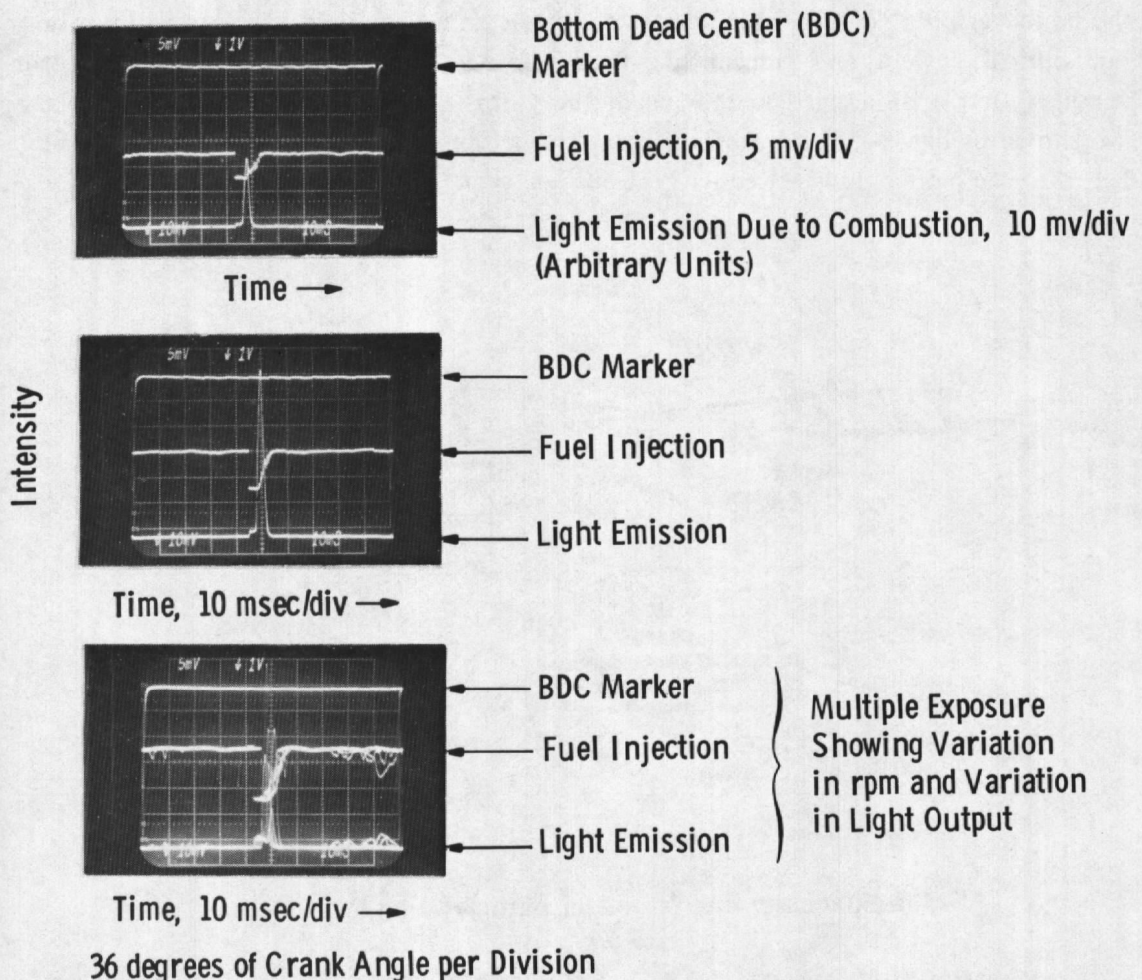 5mV ↓ 1V
Bottom Dead Center (BDC)
Marker
Fuel Injection, 5 mv/div
10mV 10mS
Light Emission Due to Combustion, 10 mv/div
(Arbitrary Units)
Time
Intensity
5mV ↓ 1V
BDC Marker
Fuel Injection
Light Emission
10mV 10mS
Time, 10 msec/div
5mV ↓ 1V
BDC Marker
Fuel Injection
Light Emission
10mV 10mS
Multiple Exposure
Showing Variation
in rpm and Variation
in Light Output
Time, 10 msec/div
36 degrees of Crank Angle per Division